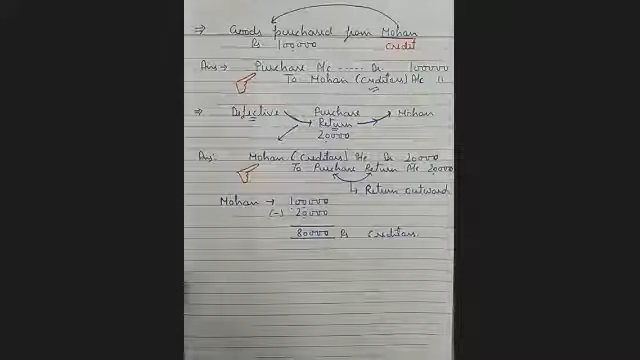 ⇒ Goods purchased from Mohan
Rs. 100000 credit
Ans:→ Purchase A/c ----- Dr 100000
To Mohan (creditors) A/c 11
⇒ Defective Purchase Return → Mohan
20000
Ans: Mohan (creditors) A/c Dr 20000
To Purchase Return A/c 20000
→ Return outward
Mohan → 100000
(-) 20000
80000 Rs Creditors